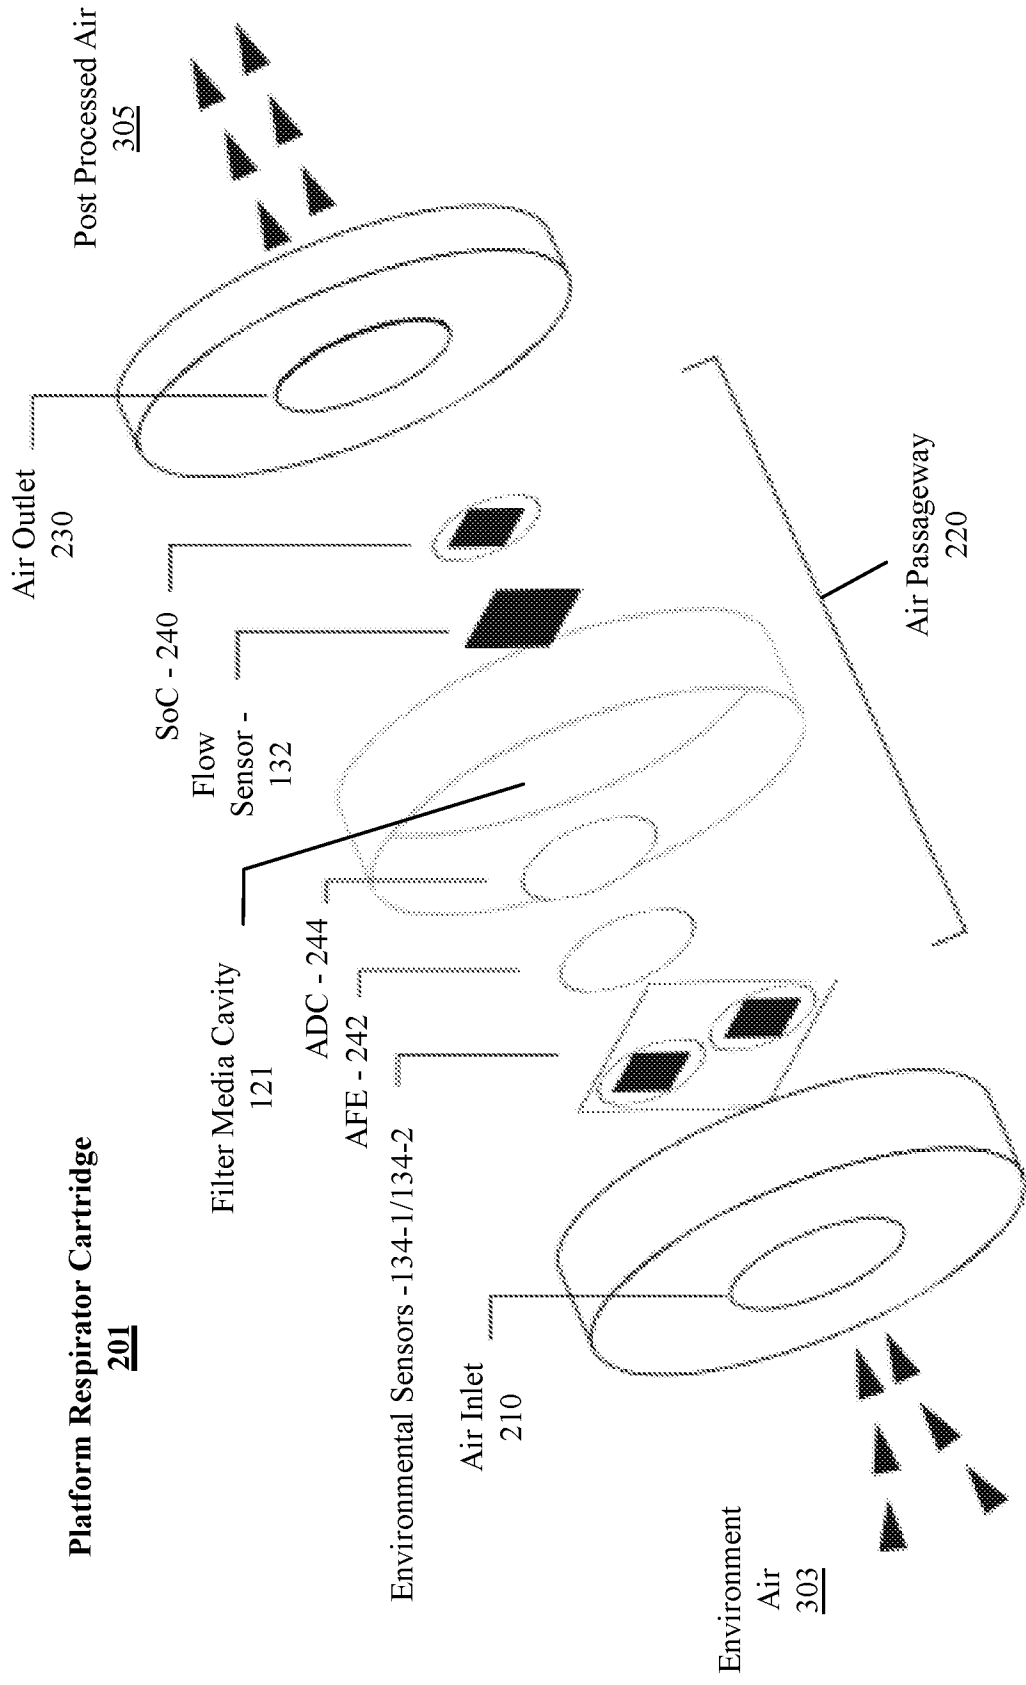 Platform Respirator Cartridge
201
Air Outlet
230
Post Processed Air
305
SoC - 240
Flow
Sensor -
132
Filter Media Cavity
121
ADC - 244
AFE - 242
Environmental Sensors -134-1/134-2
Air Inlet
210
Environment
Air
303
Air Passageway
220